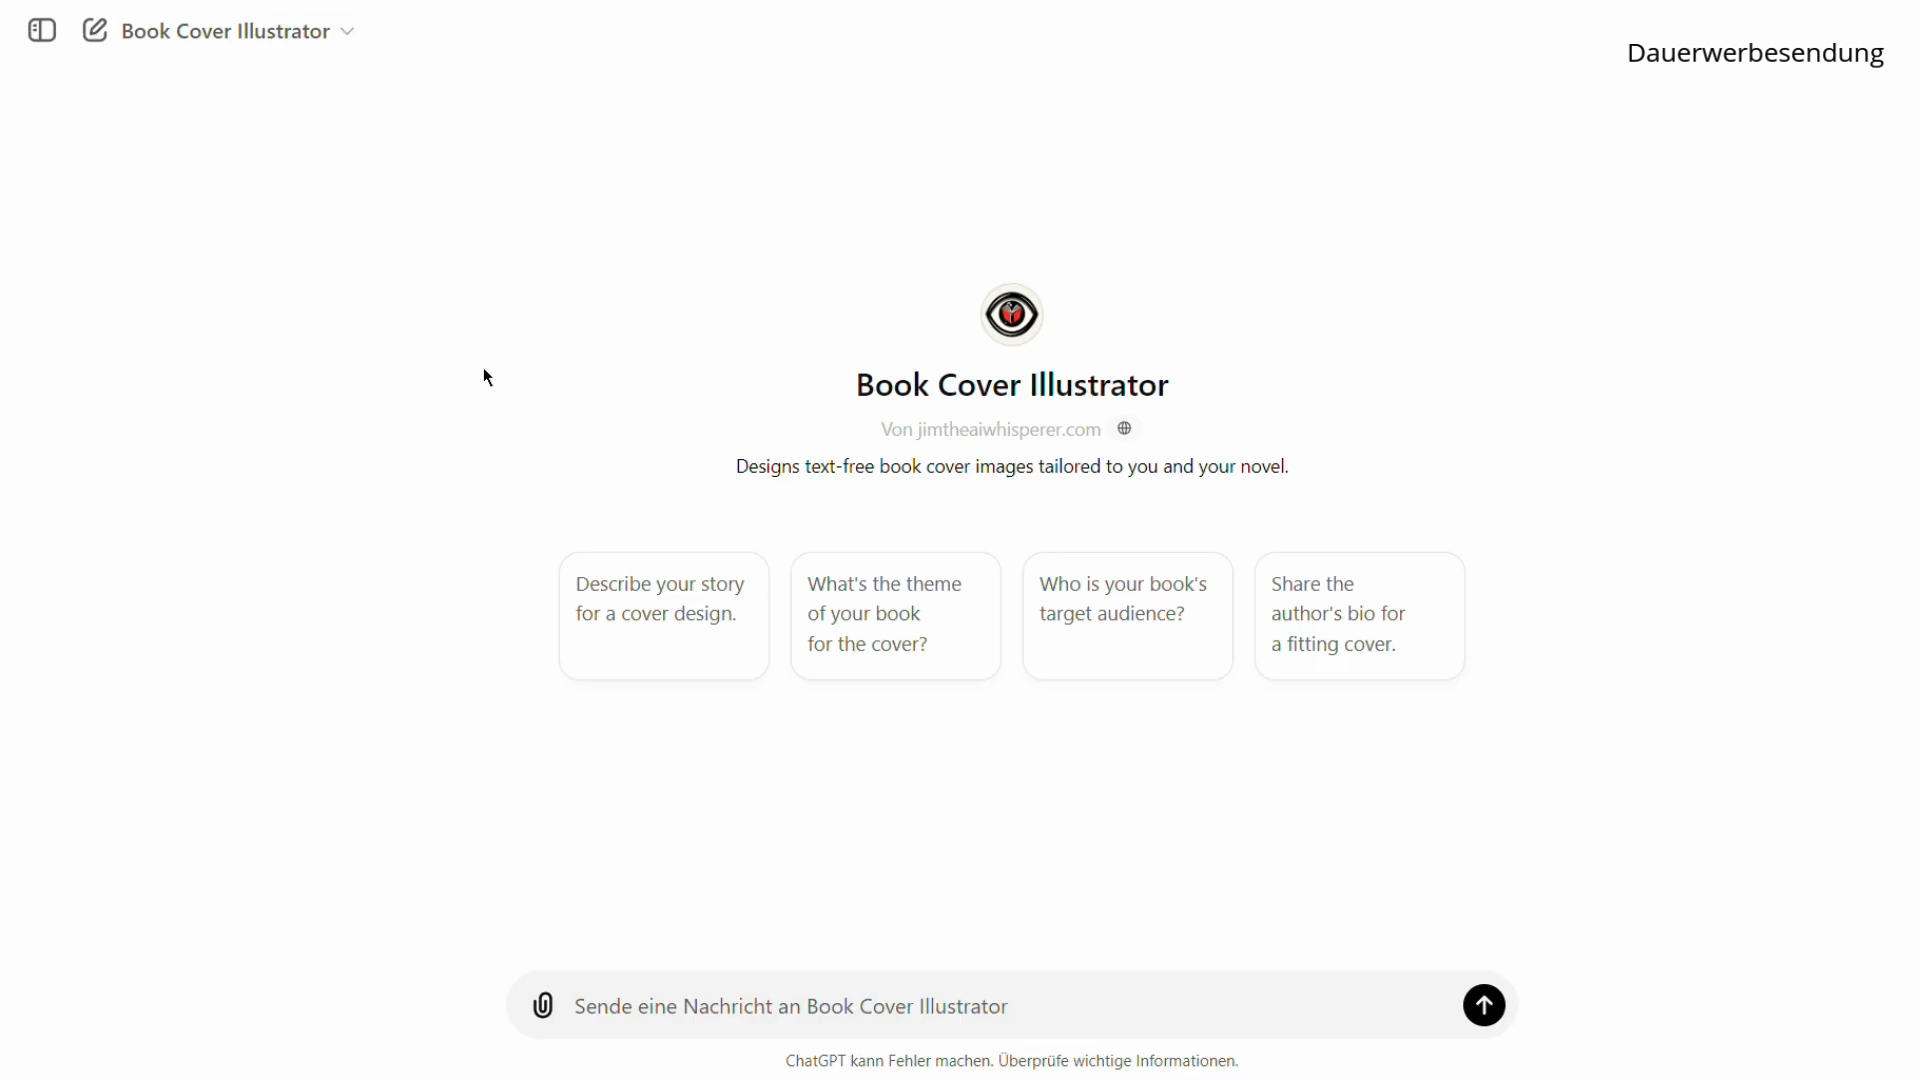 Book Cover Illustrator
Dauerwerbesendung
Book Cover Illustrator
Von jimtheaiwhisperer.com
Designs text-free book cover images tailored to you and your novel.
Describe your story
for a cover design.
What's the theme
of your book
for the cover?
Who is your book's
target audience?
Share the
author's bio for
a fitting cover.
Sende eine Nachricht an Book Cover Illustrator
ChatGPT kann Fehler machen. Überprüfe wichtige Informationen.